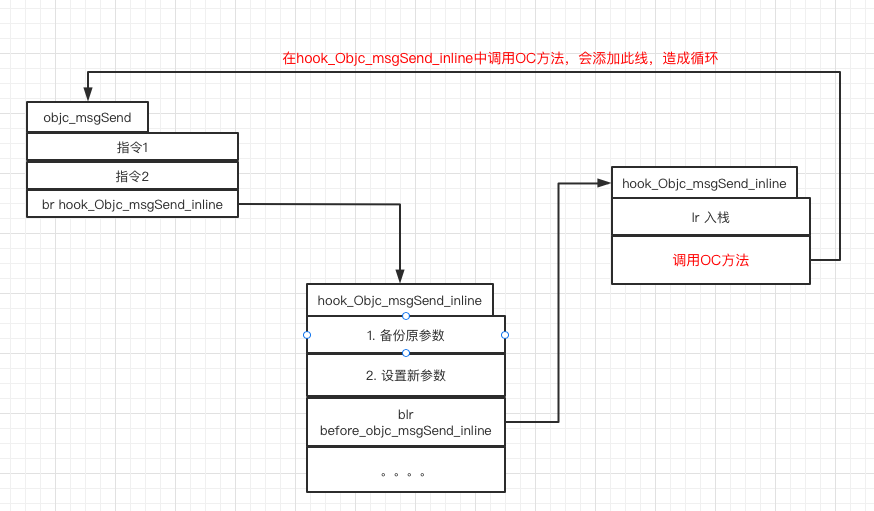 在hook_Objc_msgSend_inline中调用OC方法，会添加此线，造成循环
objc_msgSend
指令1
指令2
br hook_Objc_msgSend_inline
hook_Objc_msgSend_inline
lr 入栈
调用OC方法
hook_Objc_msgSend_inline
1. 备份原参数
2. 设置新参数
blr
before_objc_msgSend_inline
。。。。